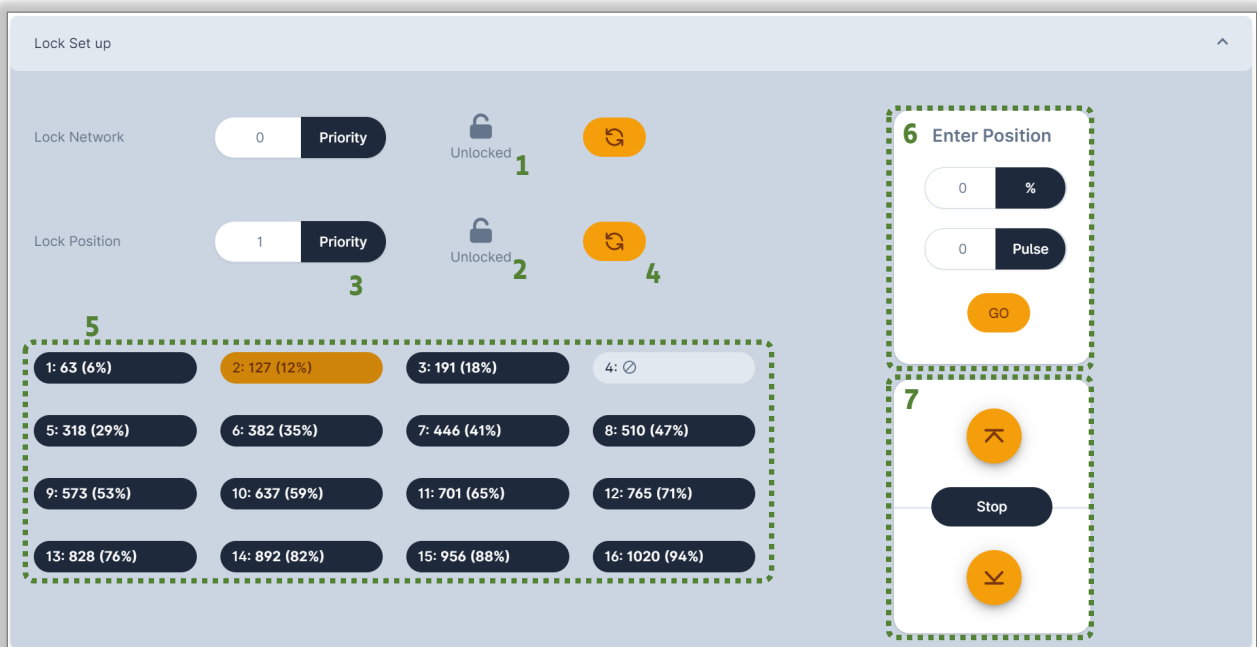 Lock Set up
Lock Network
0 Priority
Unlocked
1
Lock Position
1 Priority
Unlocked
2
3
4
5
1: 63 (6%) 2: 127 (12%) 3: 191 (18%) 4:
5: 318 (29%) 6: 382 (35%) 7: 446 (41%) 8: 510 (47%)
9: 573 (53%) 10: 637 (59%) 11: 701 (65%) 12: 765 (71%)
13: 828 (76%) 14: 892 (82%) 15: 956 (88%) 16: 1020 (94%)
6 Enter Position
0 %
0 Pulse
GO
7
Stop